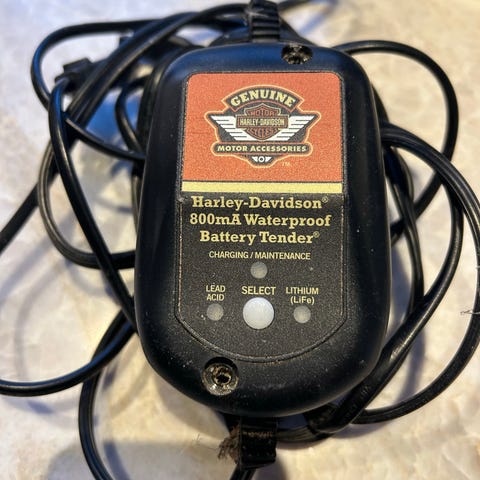 GENUINE
MOTOR
HARLEY-DAVIDSON
CYCLES
MOTOR ACCESSORIES
TM
Harley-Davidson®
800mA Waterproof
Battery Tender®
CHARGING / MAINTENANCE
LEAD ACID
SELECT
LITHIUM (LiFe)